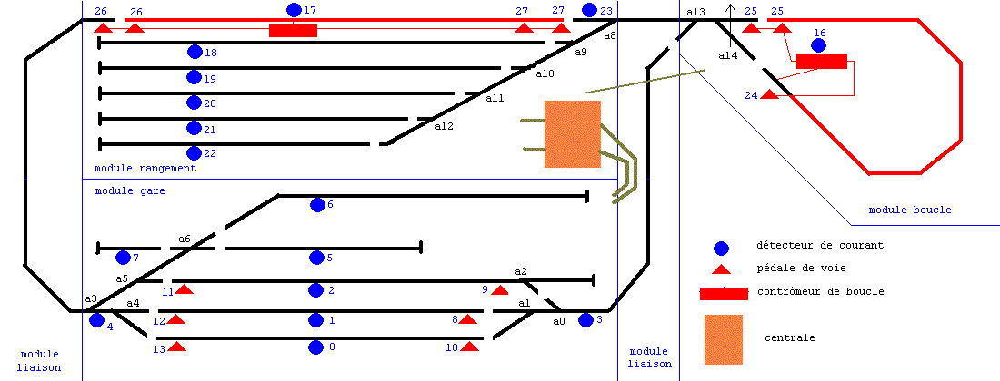 26 26 17 27 27 23 a13 25 25
16
a8
a14
a9
18
a10
19
24
a11
20
a12
21
22
module rangement
module gare
6
module boucle
a6
7 5
détecteur de courant
pédale de voie
contrômeur de boucle
centrale
a5 a2
11 2 9
a3 a4 a1
a0
4 12 1 8 3
13 0 10
module
liaison
module
liaison